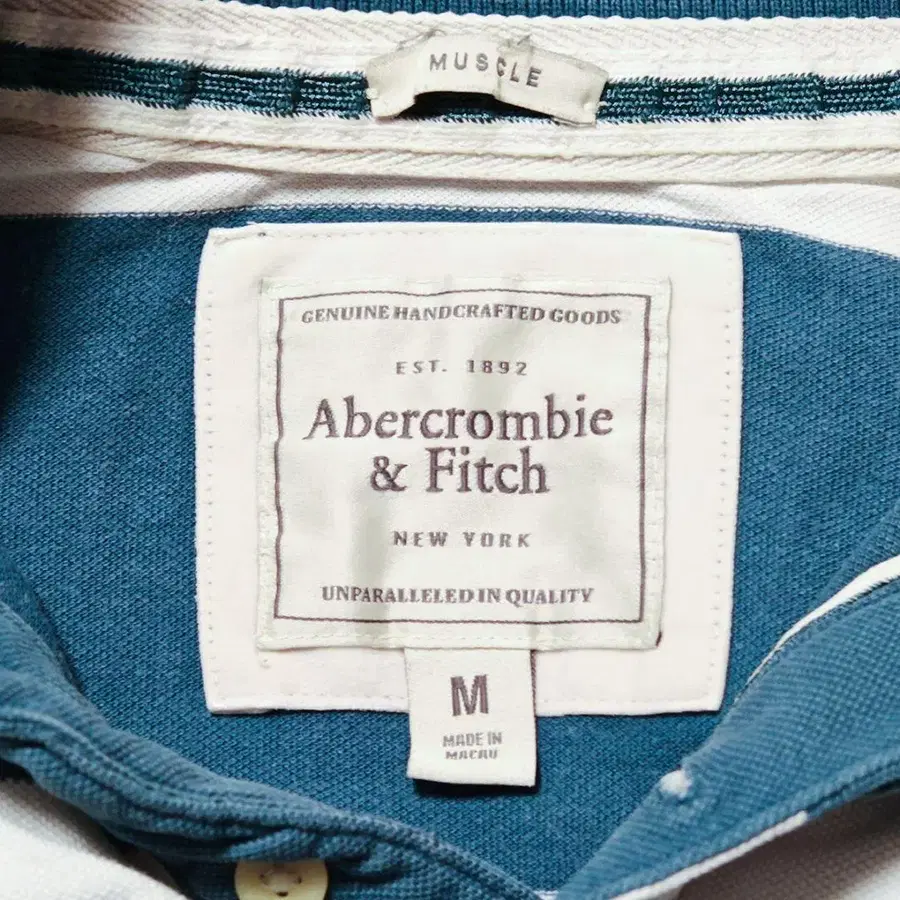 MUSCLE
GENUINE HANDCRAFTED GOODS
EST. 1892
Abercrombie
& Fitch
NEW YORK
UNPARALLELED IN QUALITY
M
MADE IN
MACAU